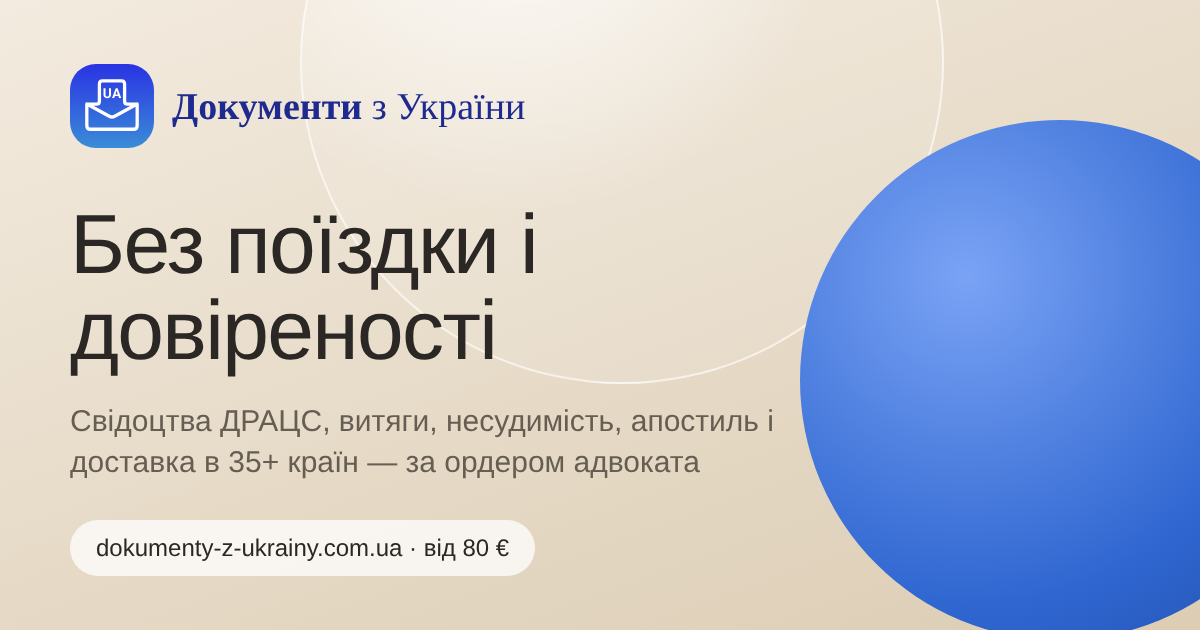 UA
Документи з України
Без поїздки і
довіреності
Свідоцтва ДРАЦС, витяги, несудимість, апостиль і
доставка в 35+ країн — за ордером адвоката
dokumenty-z-ukrainy.com.ua · від 80 €